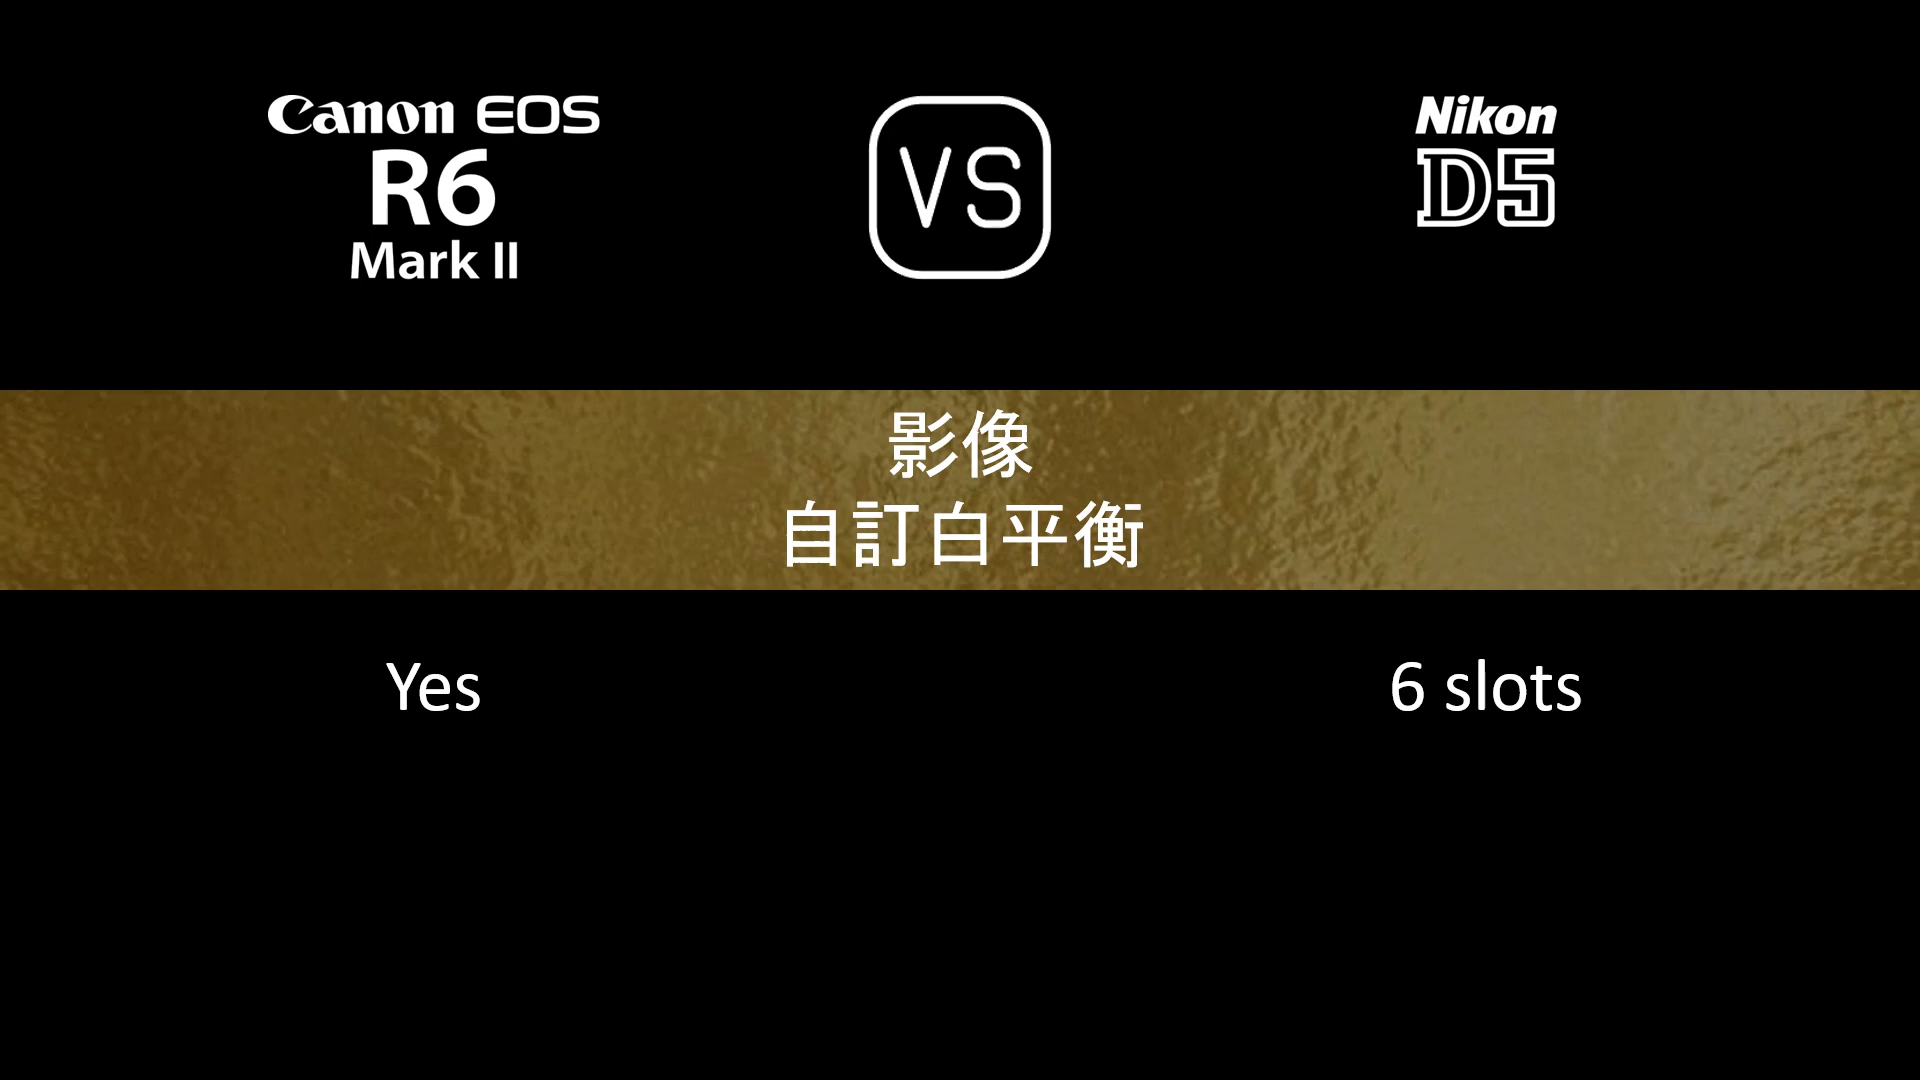 Canon EOS
R6
Mark II
VS
Nikon
D5
影像
自訂白平衡
Yes
6 slots